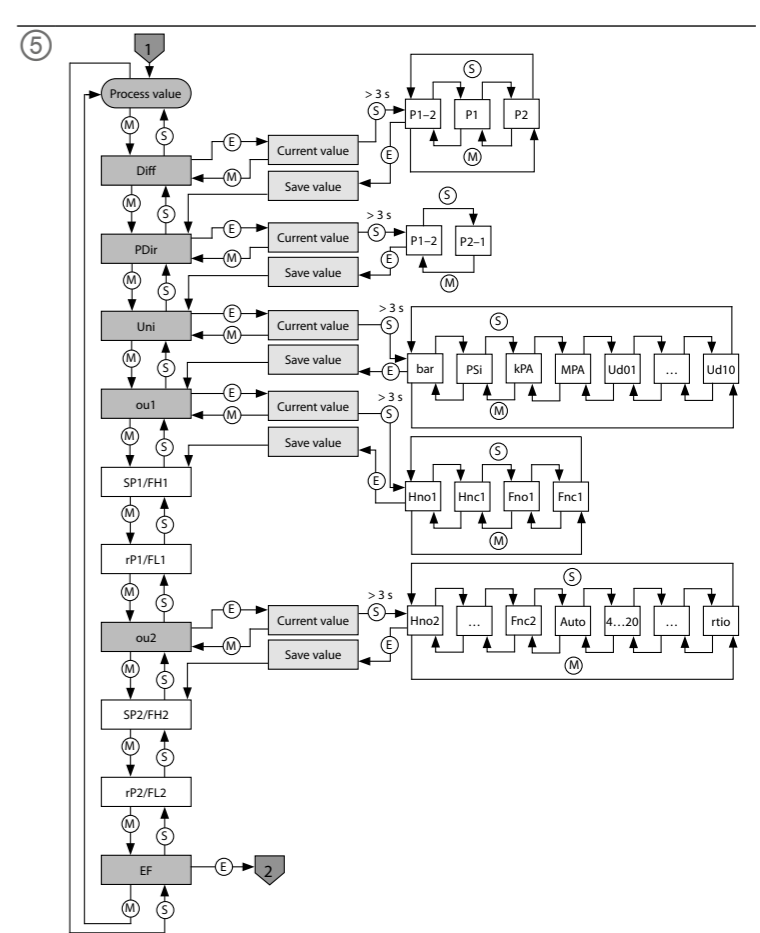 5
1
Process value
M
S
Diff
E
M
Current value
Save value
> 3 s
S
E
P1–2
P1
P2
S
M
M
S
PDir
E
M
Current value
Save value
> 3 s
S
E
P1–2
P2–1
S
M
M
S
Uni
E
M
Current value
Save value
> 3 s
S
E
bar
PSi
kPA
MPA
Ud01
…
Ud10
S
M
M
S
ou1
E
M
Current value
Save value
> 3 s
S
E
Hno1
Hnc1
Fno1
Fnc1
S
M
M
S
SP1/FH1
M
S
rP1/FL1
M
S
ou2
E
M
Current value
Save value
> 3 s
S
E
Hno2
…
Fnc2
Auto
4…20
…
rtio
S
M
M
S
SP2/FH2
M
S
rP2/FL2
M
S
EF
E
2
M
S